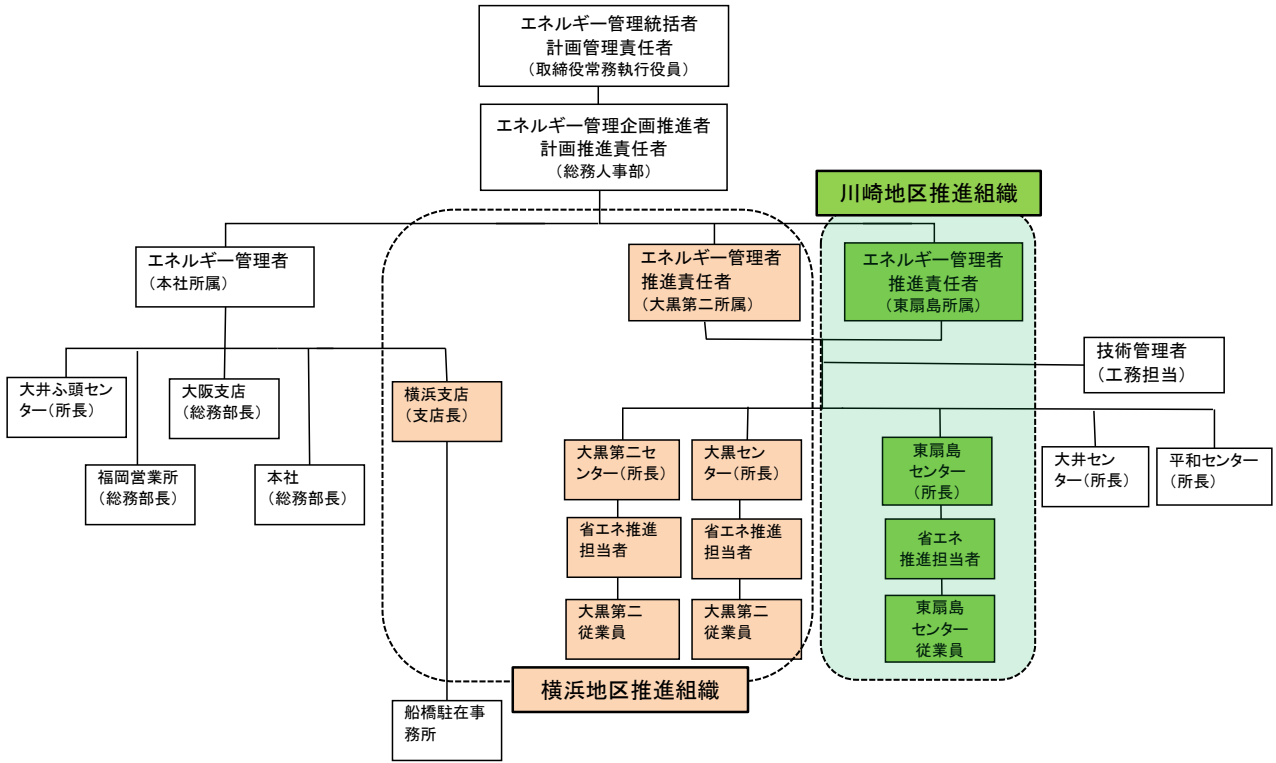 エネルギー管理統括者
計画管理責任者
（取締役常務執行役員）
エネルギー管理企画推進者
計画推進責任者
（総務人事部）
川崎地区推進組織
エネルギー管理者
（本社所属）
エネルギー管理者
推進責任者
（大黒第二所属）
エネルギー管理者
推進責任者
（東扇島所属）
技術管理者
（工務担当）
大井ふ頭セン
ター（所長）
大阪支店
（総務部長）
横浜支店
（支店長）
福岡営業所
（総務部長）
本社
（総務部長）
大黒第二セ
ンター（所長）
大黒セン
ター（所長）
東扇島
センター
（所長）
大井セン
ター（所長）
平和センター
（所長）
省エネ推進
担当者
省エネ推進
担当者
省エネ
推進担当者
大黒第二
従業員
大黒第二
従業員
東扇島
センター
従業員
横浜地区推進組織
船橋駐在事
務所